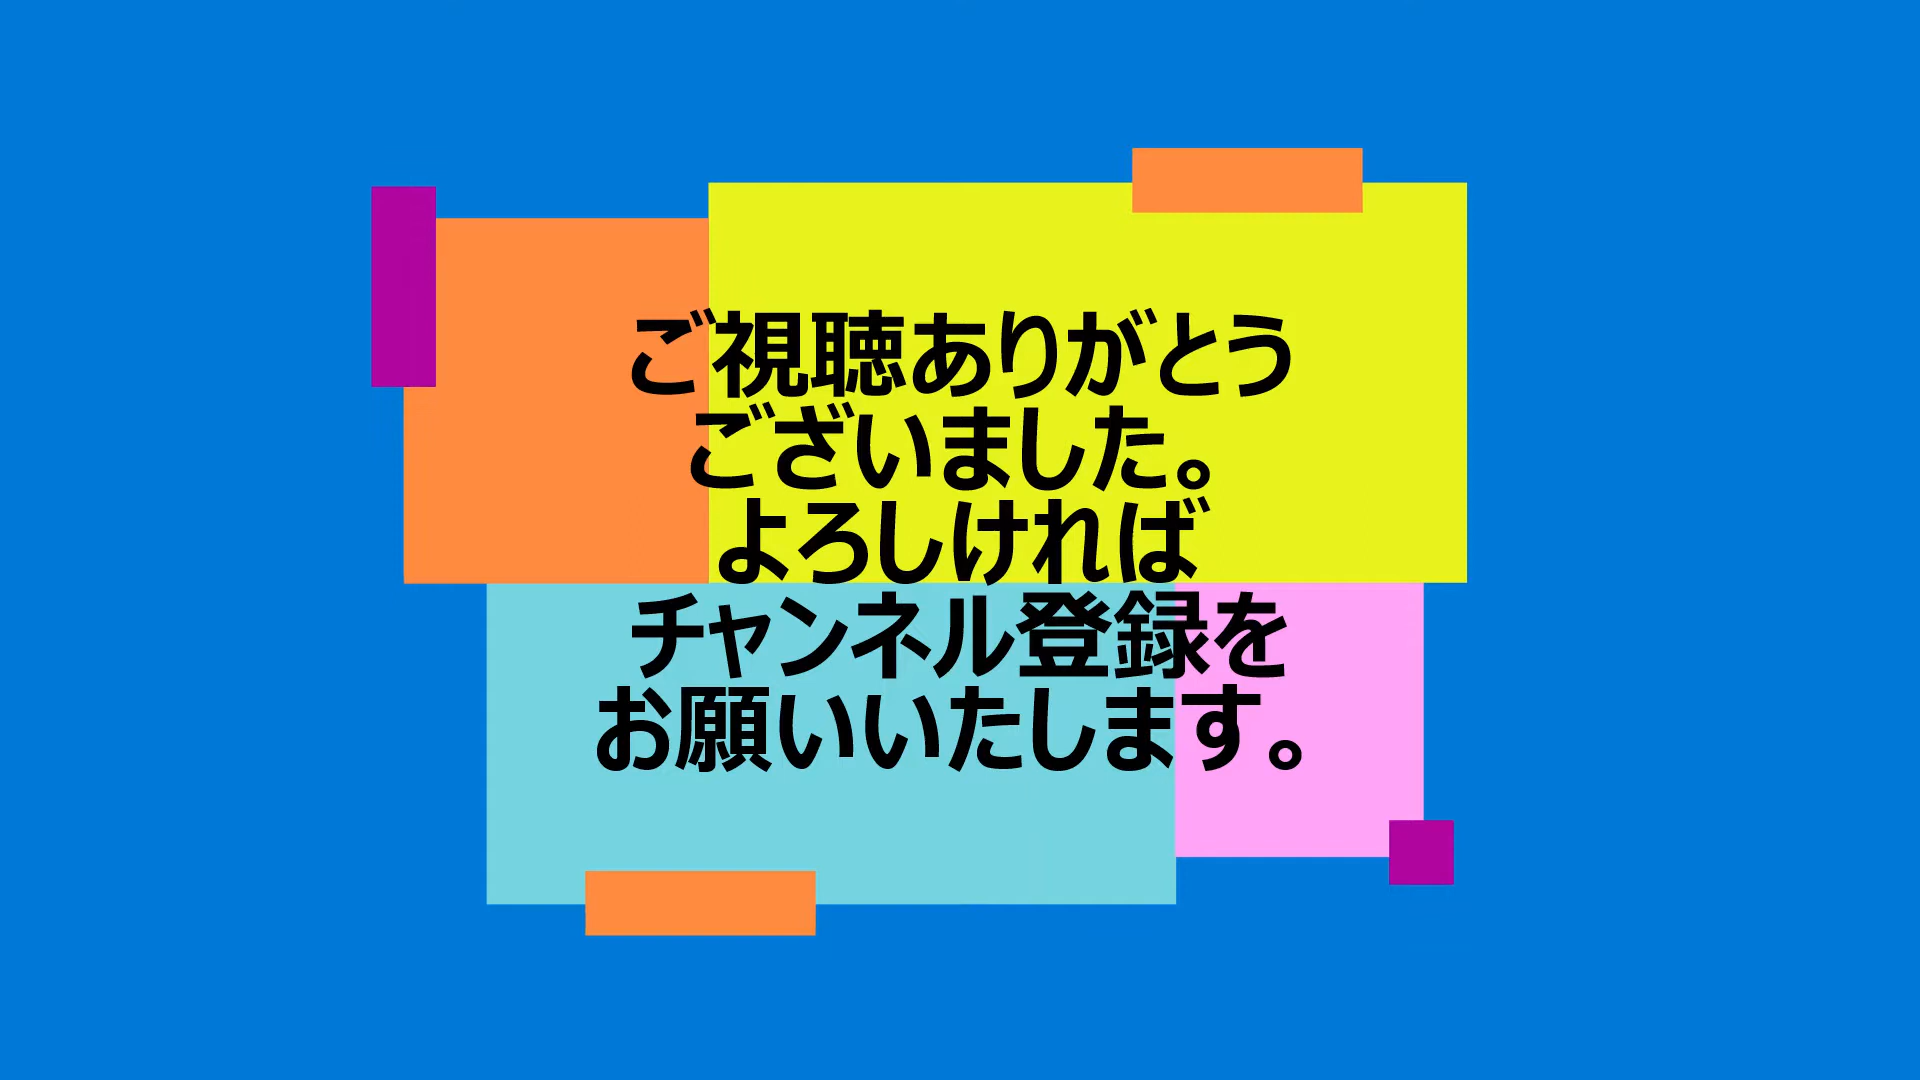 ご視聴ありがとう
ございました。
よろしければ
チャンネル登録を
お願いいたします。